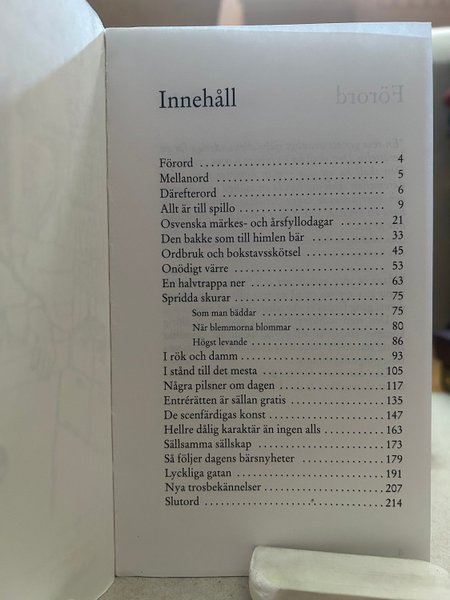 Innehåll
Förord
Förord ........ 4
Mellanord ........ 5
Därefterord ........ 6
Allt är till spillo ........ 9
Osvenska märkes- och årsfyllodagar ........ 21
Den bakke som till himlen bär ........ 33
Ordbruk och bokstavsskötsel ........ 45
Onödigt värre ........ 53
En halvtrappa ner ........ 63
Spridda skurar ........ 75
Som man bäddar ........ 75
När blemmorna blommar ........ 80
Högst levande ........ 86
I rök och damm ........ 93
I stånd till det mesta ........ 105
Några pilsner om dagen ........ 117
Entrérätten är sällan gratis ........ 135
De scenfärdigas konst ........ 147
Hellre dålig karaktär än ingen alls ........ 163
Sällsamma sällskap ........ 173
Så följer dagens bärsnyheter ........ 179
Lyckliga gatan ........ 191
Nya trosbekännelser ........ 207
Slutord ........ 214